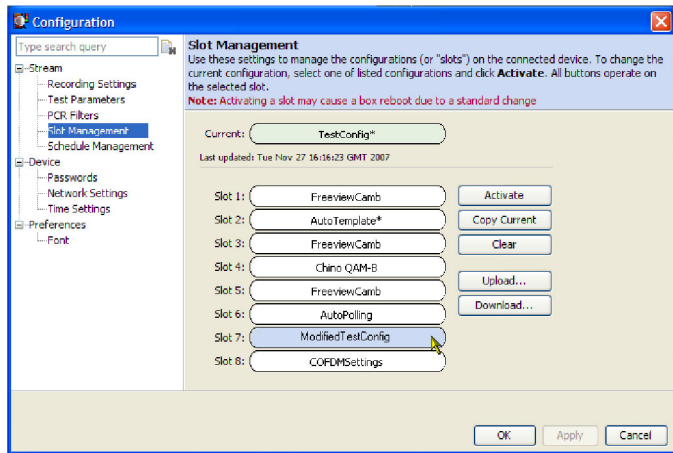 Configuration
Type search query
Stream
Recording Settings
Test Parameters
PCR Filters
Slot Management
Schedule Management
Device
Passwords
Network Settings
Time Settings
Preferences
Font
Slot Management
Use these settings to manage the configurations (or "slots") on the connected device. To change the
current configuration, select one of listed configurations and click Activate. All buttons operate on
the selected slot.
Note: Activating a slot may cause a box reboot due to a standard change
Current: TestConfig*
Last updated: Tue Nov 27 16:16:23 GMT 2007
Slot 1: FreeviewCamb
Slot 2: AutoTemplate*
Slot 3: FreeviewCamb
Slot 4: Chino QAM-B
Slot 5: FreeviewCamb
Slot 6: AutoPolling
Slot 7: ModifiedTestConfig
Slot 8: COFDMSettings
Activate
Copy Current
Clear
Upload...
Download...
OK Apply Cancel